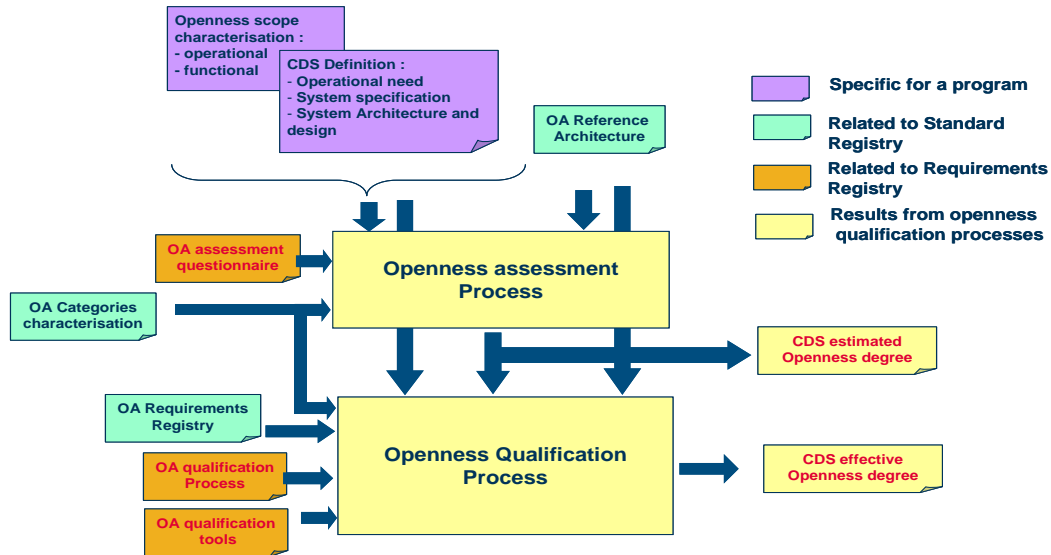 Openness scope
characterisation :
- operational
- functional
CDS Definition :
- Operational need
- System specification
- System Architecture and
design
OA Reference
Architecture
Specific for a program
Related to Standard
Registry
Related to Requirements
Registry
Results from openness
qualification processes
OA assessment
questionnaire
Openness assessment
Process
OA Categories
characterisation
CDS estimated
Openness degree
OA Requirements
Registry
Openness Qualification
Process
OA qualification
Process
CDS effective
Openness degree
OA qualification
tools